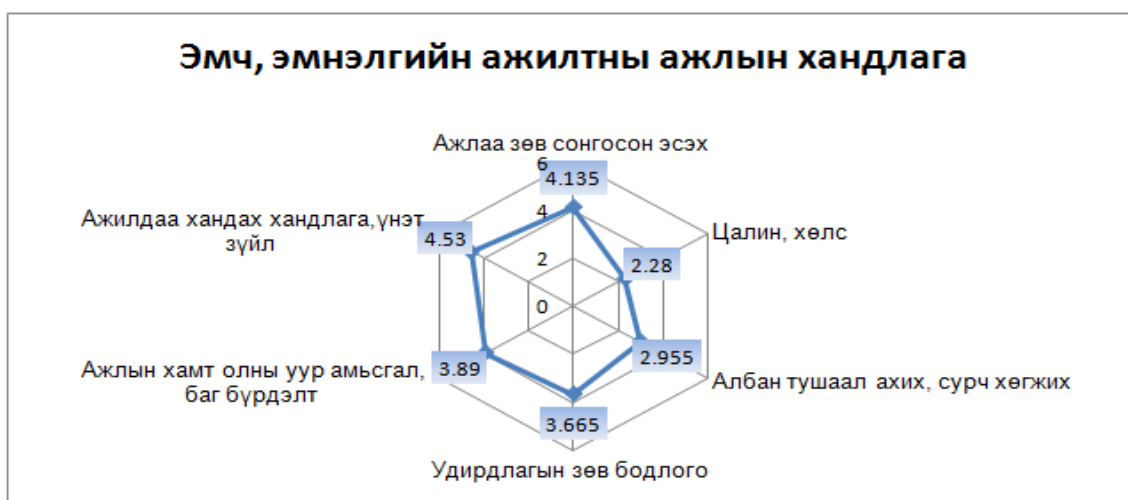 Эмч, эмнэлгийн ажилтны ажлын хандлага
Ажлаа зөв сонгосон эсэх
6
4.135
4
2
0
Цалин, хөлс
2.28
2.955
Албан тушаал ахих, сурч хөгжих
3.665
Удирдлагын зөв бодлого
3.89
Ажлын хамт олны уур амьсгал,
баг бүрдэлт
4.53
Ажилдаа хандах хандлага,үнэт
зүйл